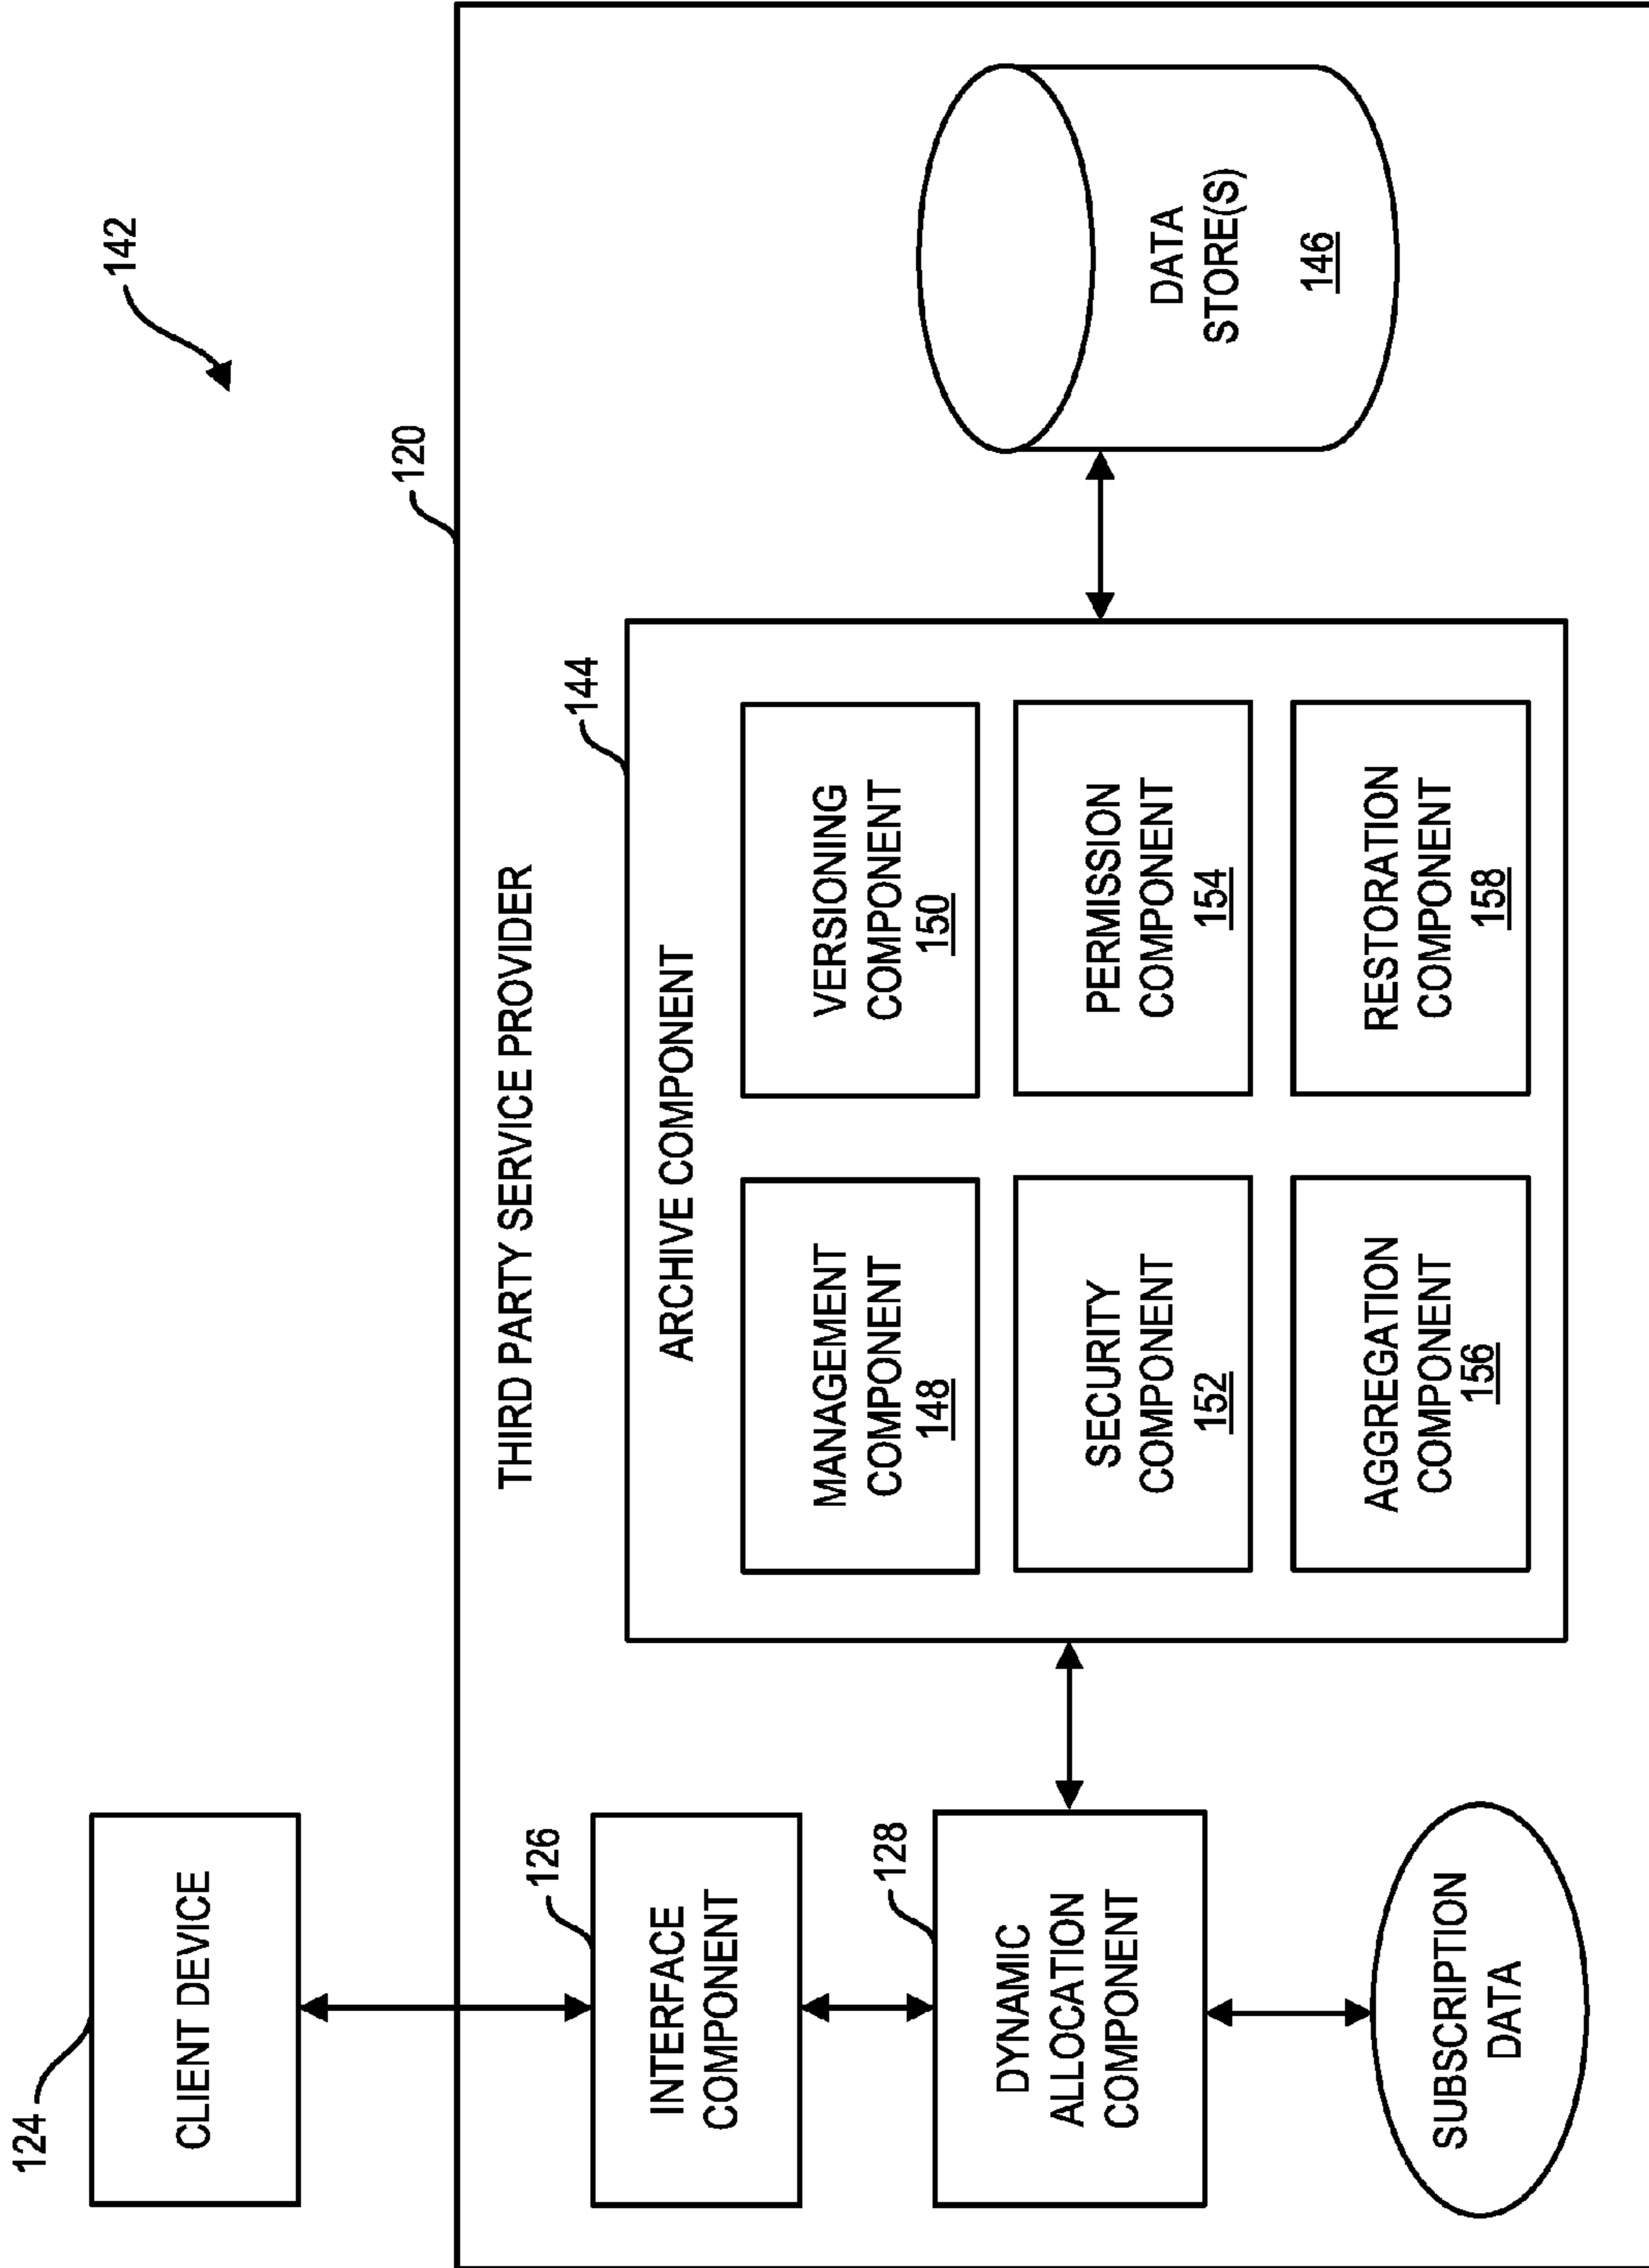 142
124
CLIENT DEVICE
120
THIRD PARTY SERVICE PROVIDER
126
INTERFACE
COMPONENT
144
ARCHIVE COMPONENT
MANAGEMENT
COMPONENT
148
VERSIONING
COMPONENT
150
128
DYNAMIC
ALLOCATION
COMPONENT
SECURITY
COMPONENT
152
PERMISSION
COMPONENT
154
DATA
STORE(S)
146
AGGREGATION
COMPONENT
156
RESTORATION
COMPONENT
158
SUBSCRIPTION
DATA